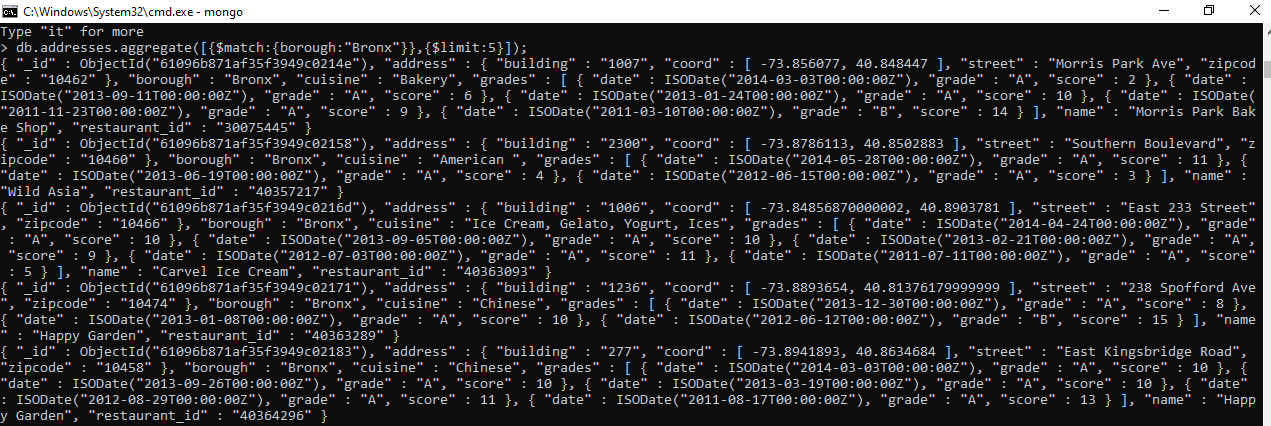 C:\Windows\System32\cmd.exe - mongo
Type "it" for more
> db.addresses.aggregate([{$match:{borough:"Bronx"}},{$limit:5}]);
{ "_id" : ObjectId("61096b871af35f3949c0214e"), "address" : { "building" : "1007", "coord" : [ -73.856077, 40.848447 ], "street" : "Morris Park Ave", "zipcod
e" : "10462" }, "borough" : "Bronx", "cuisine" : "Bakery", "grades" : [ { "date" : ISODate("2014-03-03T00:00:00Z"), "grade" : "A", "score" : 2 }, { "date" :
ISODate("2013-09-11T00:00:00Z"), "grade" : "A", "score" : 6 }, { "date" : ISODate("2013-01-24T00:00:00Z"), "grade" : "A", "score" : 10 }, { "date" : ISODate(
"2011-11-23T00:00:00Z"), "grade" : "A", "score" : 9 }, { "date" : ISODate("2011-03-10T00:00:00Z"), "grade" : "B", "score" : 14 } ], "name" : "Morris Park Bak
e Shop", "restaurant_id" : "30075445" }
{ "_id" : ObjectId("61096b871af35f3949c02158"), "address" : { "building" : "2300", "coord" : [ -73.8786113, 40.8502883 ], "street" : "Southern Boulevard", "z
ipcode" : "10460" }, "borough" : "Bronx", "cuisine" : "American ", "grades" : [ { "date" : ISODate("2014-05-28T00:00:00Z"), "grade" : "A", "score" : 11 }, {
"date" : ISODate("2013-06-19T00:00:00Z"), "grade" : "A", "score" : 4 }, { "date" : ISODate("2012-06-15T00:00:00Z"), "grade" : "A", "score" : 3 } ], "name" :
"Wild Asia", "restaurant_id" : "40357217" }
{ "_id" : ObjectId("61096b871af35f3949c0216d"), "address" : { "building" : "1006", "coord" : [ -73.84856870000002, 40.8903781 ], "street" : "East 233 Street"
, "zipcode" : "10466" }, "borough" : "Bronx", "cuisine" : "Ice Cream, Gelato, Yogurt, Ices", "grades" : [ { "date" : ISODate("2014-04-24T00:00:00Z"), "grade"
 : "A", "score" : 10 }, { "date" : ISODate("2013-09-05T00:00:00Z"), "grade" : "A", "score" : 10 }, { "date" : ISODate("2013-02-21T00:00:00Z"), "grade" : "A",
 "score" : 9 }, { "date" : ISODate("2012-07-03T00:00:00Z"), "grade" : "A", "score" : 11 }, { "date" : ISODate("2011-07-11T00:00:00Z"), "grade" : "A", "score"
 : 5 } ], "name" : "Carvel Ice Cream", "restaurant_id" : "40363093" }
{ "_id" : ObjectId("61096b871af35f3949c02171"), "address" : { "building" : "1236", "coord" : [ -73.8893654, 40.81376179999999 ], "street" : "238 Spofford Ave
", "zipcode" : "10474" }, "borough" : "Bronx", "cuisine" : "Chinese", "grades" : [ { "date" : ISODate("2013-12-30T00:00:00Z"), "grade" : "A", "score" : 8 },
{ "date" : ISODate("2013-01-08T00:00:00Z"), "grade" : "A", "score" : 10 }, { "date" : ISODate("2012-06-12T00:00:00Z"), "grade" : "B", "score" : 15 } ], "name
" : "Happy Garden", "restaurant_id" : "40363289" }
{ "_id" : ObjectId("61096b871af35f3949c02183"), "address" : { "building" : "277", "coord" : [ -73.8941893, 40.8634684 ], "street" : "East Kingsbridge Road",
"zipcode" : "10458" }, "borough" : "Bronx", "cuisine" : "Chinese", "grades" : [ { "date" : ISODate("2014-03-03T00:00:00Z"), "grade" : "A", "score" : 10 }, {
"date" : ISODate("2013-09-26T00:00:00Z"), "grade" : "A", "score" : 10 }, { "date" : ISODate("2013-03-19T00:00:00Z"), "grade" : "A", "score" : 10 }, { "date"
: ISODate("2012-08-29T00:00:00Z"), "grade" : "A", "score" : 11 }, { "date" : ISODate("2011-08-17T00:00:00Z"), "grade" : "A", "score" : 13 } ], "name" : "Happ
y Garden", "restaurant_id" : "40364296" }